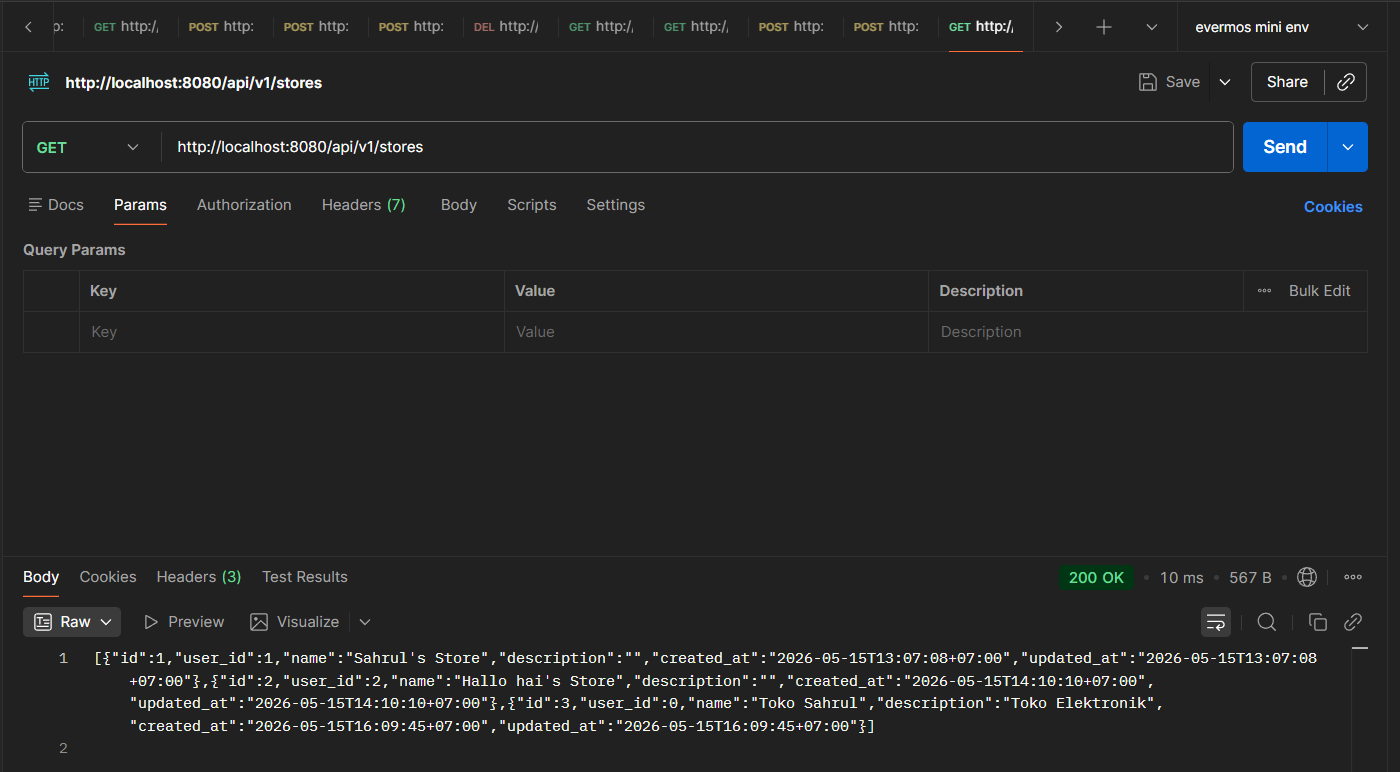 p: GET http:// POST http: POST http: POST http: DEL http:// GET http:// GET http:// POST http: POST http: GET http:// evermos mini env
HTTP http://localhost:8080/api/v1/stores Save Share
GET http://localhost:8080/api/v1/stores Send
Docs Params Authorization Headers (7) Body Scripts Settings Cookies
Query Params
Key Value Description Bulk Edit
Key Value Description
Body Cookies Headers (3) Test Results 200 OK 10 ms 567 B
Raw Preview Visualize
1 [{"id":1,"user_id":1,"name":"Sahrul's Store","description":"","created_at":"2026-05-15T13:07:08+07:00","updated_at":"2026-05-15T13:07:08
+07:00"},{"id":2,"user_id":2,"name":"Hallo hai's Store","description":"","created_at":"2026-05-15T14:10:10+07:00",
"updated_at":"2026-05-15T14:10:10+07:00"},{"id":3,"user_id":0,"name":"Toko Sahrul","description":"Toko Elektronik",
"created_at":"2026-05-15T16:09:45+07:00","updated_at":"2026-05-15T16:09:45+07:00"}]
2